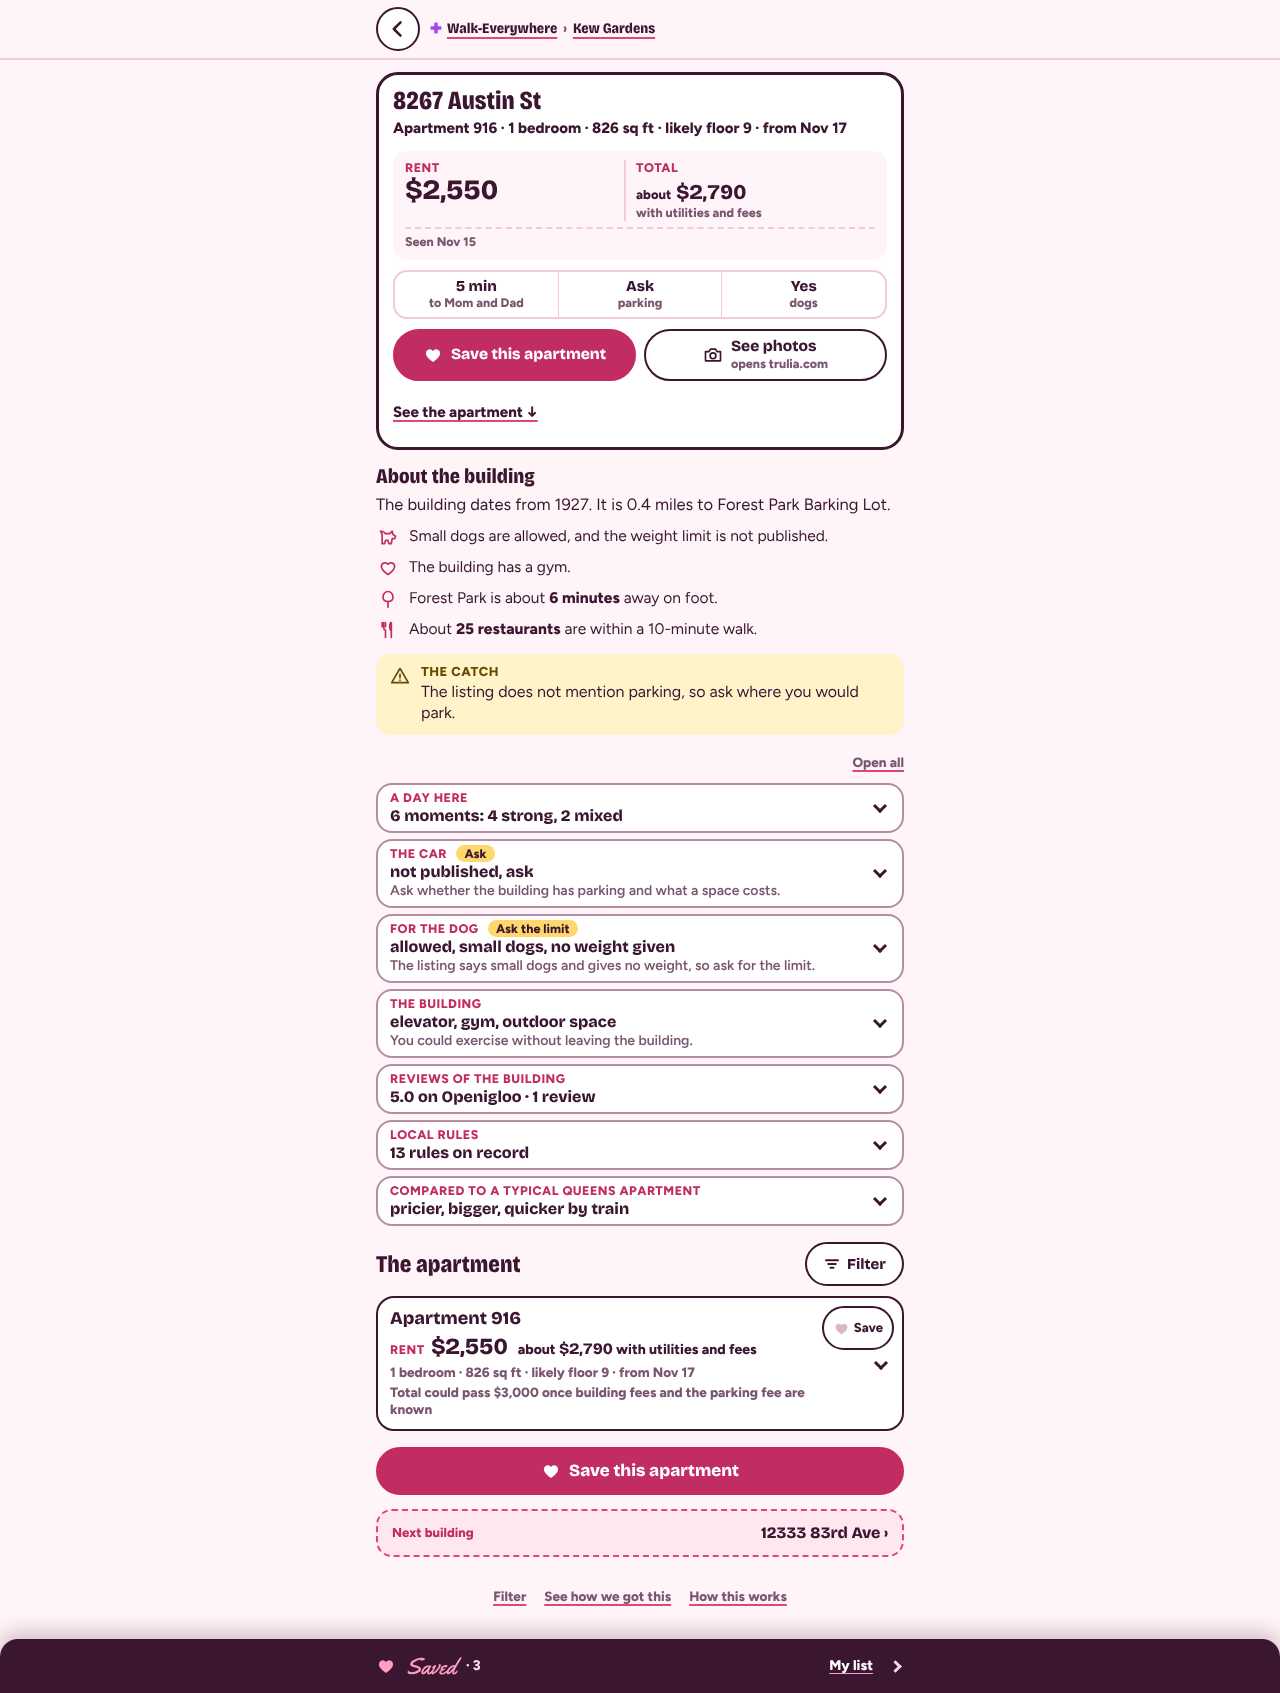 Walk-Everywhere › Kew Gardens
8267 Austin St
Apartment 916 · 1 bedroom · 826 sq ft · likely floor 9 · from Nov 17
RENT
$2,550
TOTAL
about $2,790
with utilities and fees
Seen Nov 15
5 min
to Mom and Dad
Ask
parking
Yes
dogs
Save this apartment
See photos
opens trulia.com
See the apartment ↓
About the building
The building dates from 1927. It is 0.4 miles to Forest Park Barking Lot.
Small dogs are allowed, and the weight limit is not published.
The building has a gym.
Forest Park is about 6 minutes away on foot.
About 25 restaurants are within a 10-minute walk.
THE CATCH
The listing does not mention parking, so ask where you would
park.
Open all
A DAY HERE
6 moments: 4 strong, 2 mixed
THE CAR Ask
not published, ask
Ask whether the building has parking and what a space costs.
FOR THE DOG Ask the limit
allowed, small dogs, no weight given
The listing says small dogs and gives no weight, so ask for the limit.
THE BUILDING
elevator, gym, outdoor space
You could exercise without leaving the building.
REVIEWS OF THE BUILDING
5.0 on Openigloo · 1 review
LOCAL RULES
13 rules on record
COMPARED TO A TYPICAL QUEENS APARTMENT
pricier, bigger, quicker by train
The apartment
Filter
Apartment 916
Save
RENT $2,550 about $2,790 with utilities and fees
1 bedroom · 826 sq ft · likely floor 9 · from Nov 17
Total could pass $3,000 once building fees and the parking fee are
known
Save this apartment
Next building
12333 83rd Ave ›
Filter See how we got this How this works
Saved · 3
My list